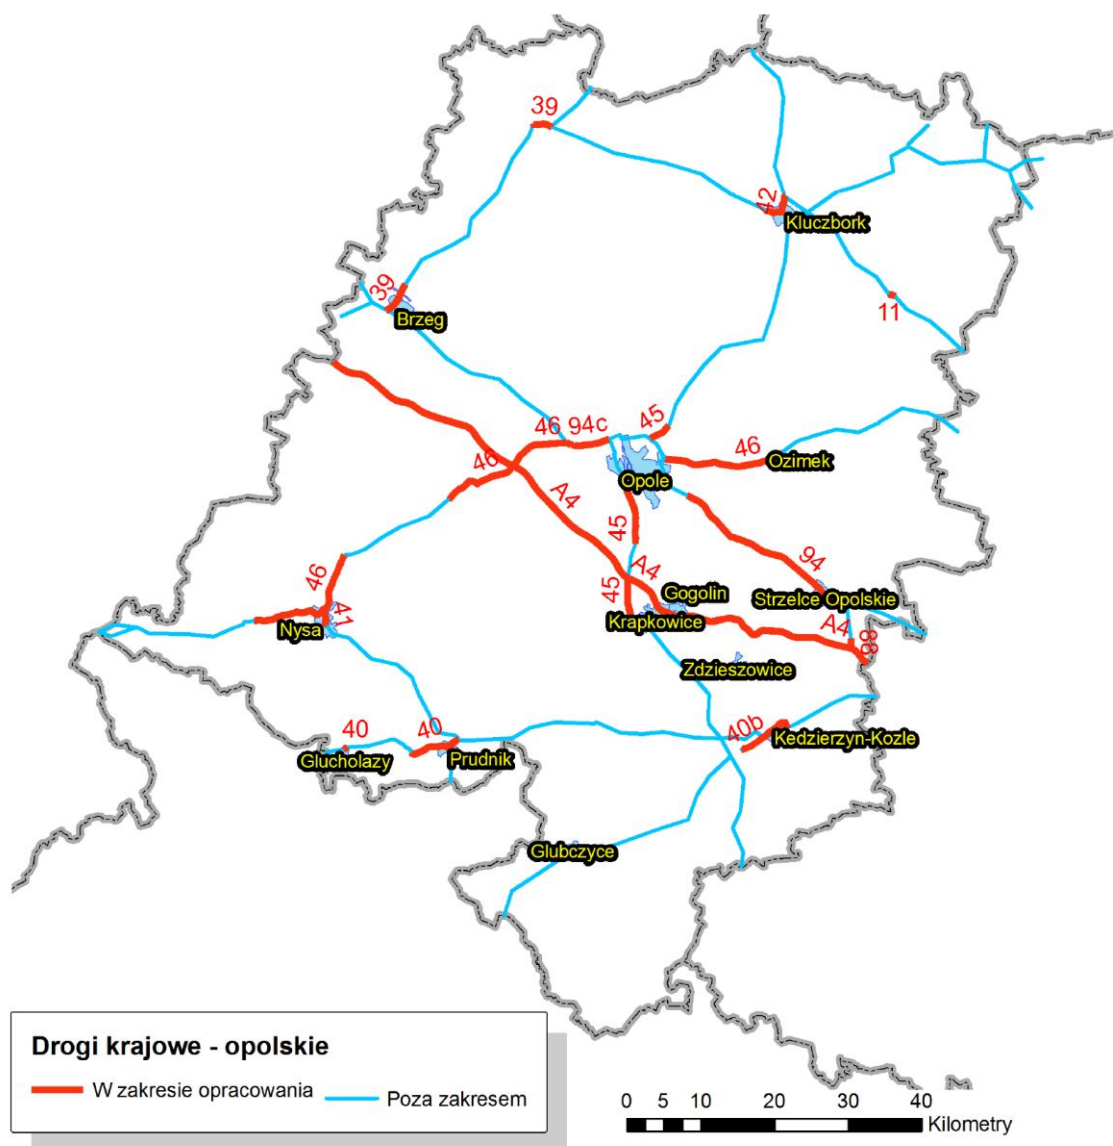 39
42
Kluczbork
39
11
Brzeg
46
94c
45
46
46
Ozimek
Opole
A4
45
94
A4
46
45
Gogolin
Strzelce Opolskie
41
Krapkowice
A4
88
Nysa
Zdzieszowice
40
40
40b
Kedzierzyn-Kozle
Glucholazy
Prudnik
Glubczyce
Drogi krajowe - opolskie
W zakresie opracowania
Poza zakresem
0 5 10 20 30 40
Kilometry